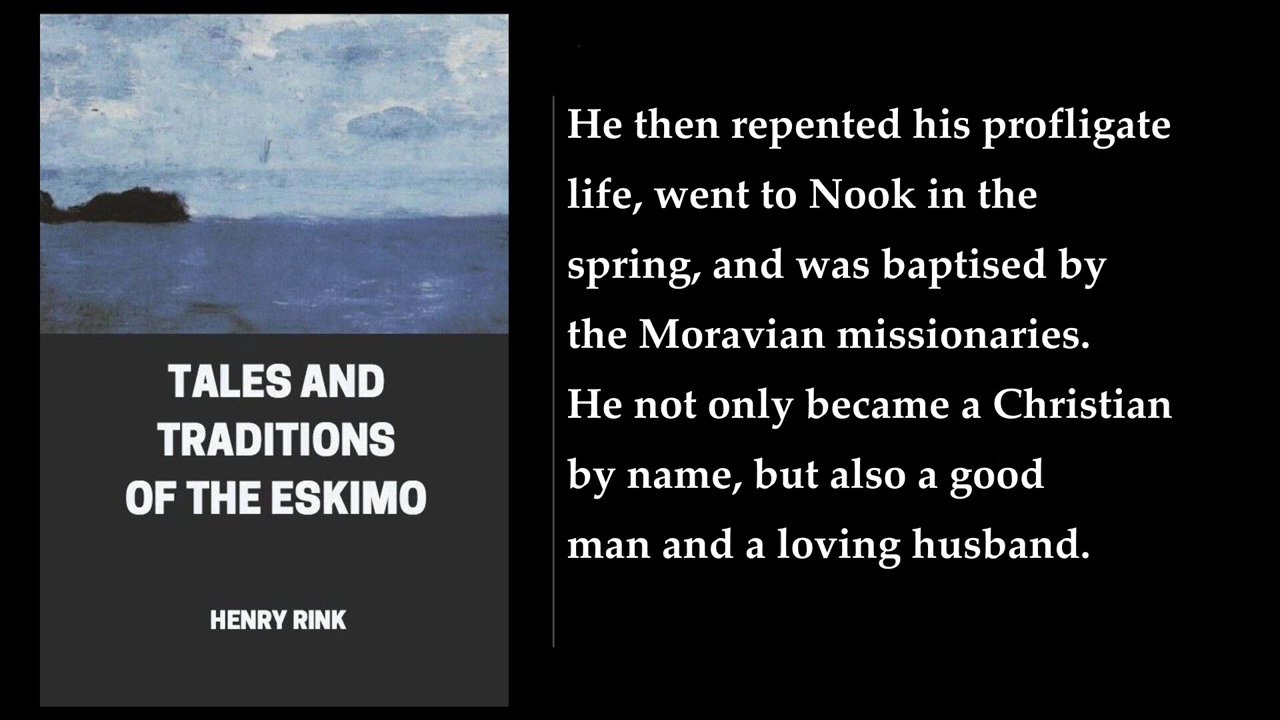 TALES AND
TRADITIONS
OF THE ESKIMO
HENRY RINK
He then repented his profligate
life, went to Nook in the
spring, and was baptised by
the Moravian missionaries.
He not only became a Christian
by name, but also a good
man and a loving husband.